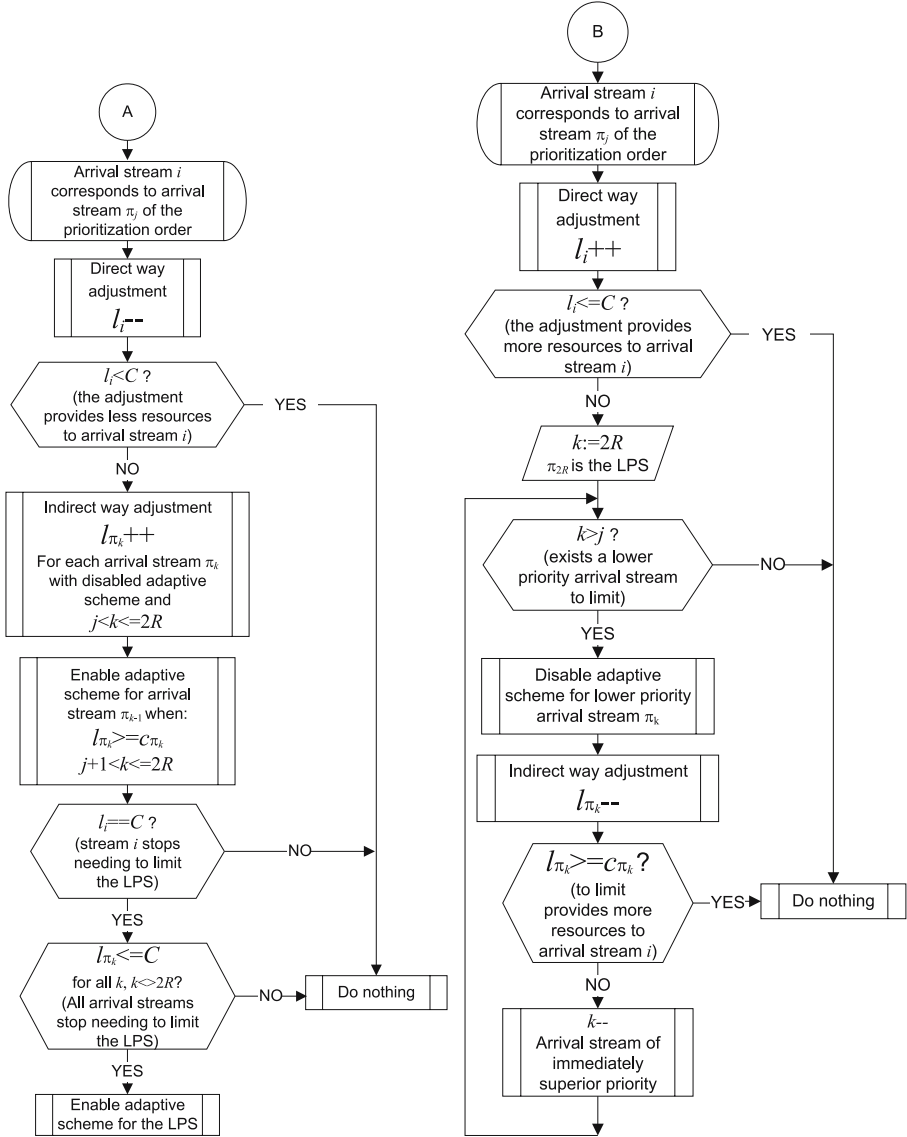 A
Arrival stream i
corresponds to arrival
stream πj of the
prioritization order
Direct way
adjustment
li--
li<C ?
(the adjustment
provides less resources
to arrival stream i)
YES
NO
Indirect way adjustment
lπk++
For each arrival stream πk
with disabled adaptive
scheme and
j<k<=2R
Enable adaptive
scheme for arrival
stream πk-1 when:
lπk>=cπk
j+1<k<=2R
li==C ?
(stream i stops
needing to limit
the LPS)
NO
YES
lπk<=C
for all k, k<>2R?
(All arrival streams
stop needing to limit
the LPS)
NO
Do nothing
YES
Enable adaptive
scheme for the LPS
B
Arrival stream i
corresponds to arrival
stream πj of the
prioritization order
Direct way
adjustment
li++
li<=C ?
(the adjustment provides
more resources to arrival
stream i)
YES
NO
k:=2R
π2R is the LPS
k>j ?
(exists a lower
priority arrival stream
to limit)
NO
YES
Disable adaptive
scheme for lower priority
arrival stream πk
Indirect way adjustment
lπk--
lπk>=cπk?
(to limit
provides more
resources to
arrival stream i)
YES
Do nothing
NO
k--
Arrival stream of
immediately
superior priority